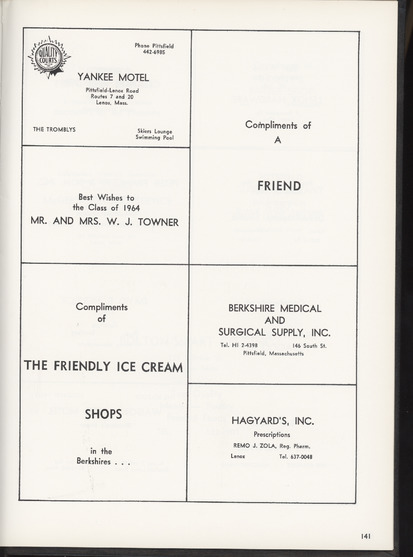 QUALITY
COURTS
Phone Pittsfield
442-6985
YANKEE MOTEL
Pittsfield-Lenox Road
Routes 7 and 20
Lenox, Mass.
THE TROMBLYS
Skiers Lounge
Swimming Pool
Best Wishes to
the Class of 1964
MR. AND MRS. W. J. TOWNER
Compliments
of
THE FRIENDLY ICE CREAM
SHOPS
in the
Berkshires . . .
Compliments of
A
FRIEND
BERKSHIRE MEDICAL
AND
SURGICAL SUPPLY, INC.
Tel. HI 2-4398 146 South St.
Pittsfield, Massachusetts
HAGYARD'S, INC.
Prescriptions
REMO J. ZOLA, Reg. Pharm.
Lenox Tel. 637-0048
141